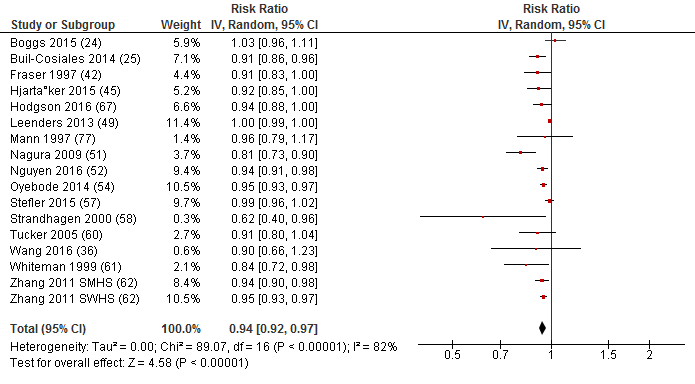 Risk Ratio Risk Ratio
Study or Subgroup Weight IV, Random, 95% CI IV, Random, 95% CI
Boggs 2015 (24) 5.9% 1.03 [0.96, 1.11]
Buil-Cosiales 2014 (25) 7.1% 0.91 [0.86, 0.96]
Fraser 1997 (42) 4.4% 0.91 [0.83, 1.00]
Hjarta°ker 2015 (45) 5.2% 0.92 [0.85, 1.00]
Hodgson 2016 (67) 6.6% 0.94 [0.88, 1.00]
Leenders 2013 (49) 11.4% 1.00 [0.99, 1.00]
Mann 1997 (77) 1.4% 0.96 [0.79, 1.17]
Nagura 2009 (51) 3.7% 0.81 [0.73, 0.90]
Nguyen 2016 (52) 9.4% 0.94 [0.91, 0.98]
Oyebode 2014 (54) 10.5% 0.95 [0.93, 0.97]
Stefler 2015 (57) 9.7% 0.99 [0.96, 1.02]
Strandhagen 2000 (58) 0.3% 0.62 [0.40, 0.96]
Tucker 2005 (60) 2.7% 0.91 [0.80, 1.04]
Wang 2016 (36) 0.6% 0.90 [0.66, 1.23]
Whiteman 1999 (61) 2.1% 0.84 [0.72, 0.98]
Zhang 2011 SMHS (62) 8.4% 0.94 [0.90, 0.98]
Zhang 2011 SWHS (62) 10.5% 0.95 [0.93, 0.97]
Total (95% CI) 100.0% 0.94 [0.92, 0.97]
Heterogeneity: Tau² = 0.00; Chi² = 89.07, df = 16 (P < 0.00001); I² = 82%
Test for overall effect: Z = 4.58 (P < 0.00001)
0.5 0.7 1 1.5 2